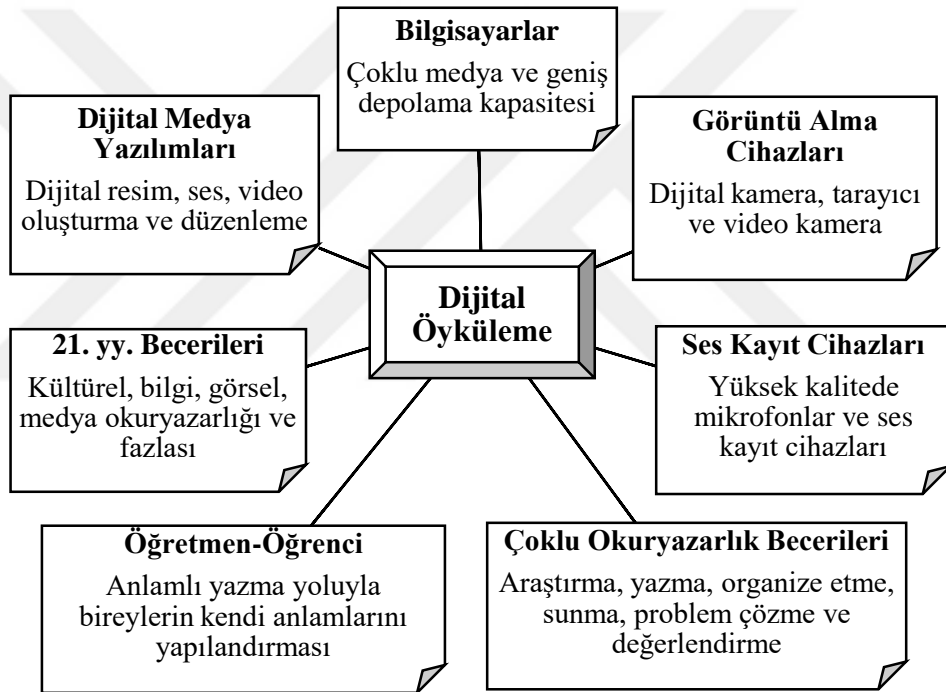 Bilgisayarlar
Çoklu medya ve geniş
depolama kapasitesi
Dijital Medya
Yazılımları
Dijital resim, ses, video
oluşturma ve düzenleme
Görüntü Alma
Cihazları
Dijital kamera, tarayıcı
ve video kamera
Dijital
Öyküleme
21. yy. Becerileri
Kültürel, bilgi, görsel,
medya okuryazarlığı ve
fazlası
Ses Kayıt Cihazları
Yüksek kalitede
mikrofonlar ve ses
kayıt cihazları
Öğretmen-Öğrenci
Anlamlı yazma yoluyla
bireylerin kendi anlamlarını
yapılandırması
Çoklu Okuryazarlık Becerileri
Araştırma, yazma, organize etme,
sunma, problem çözme ve
değerlendirme